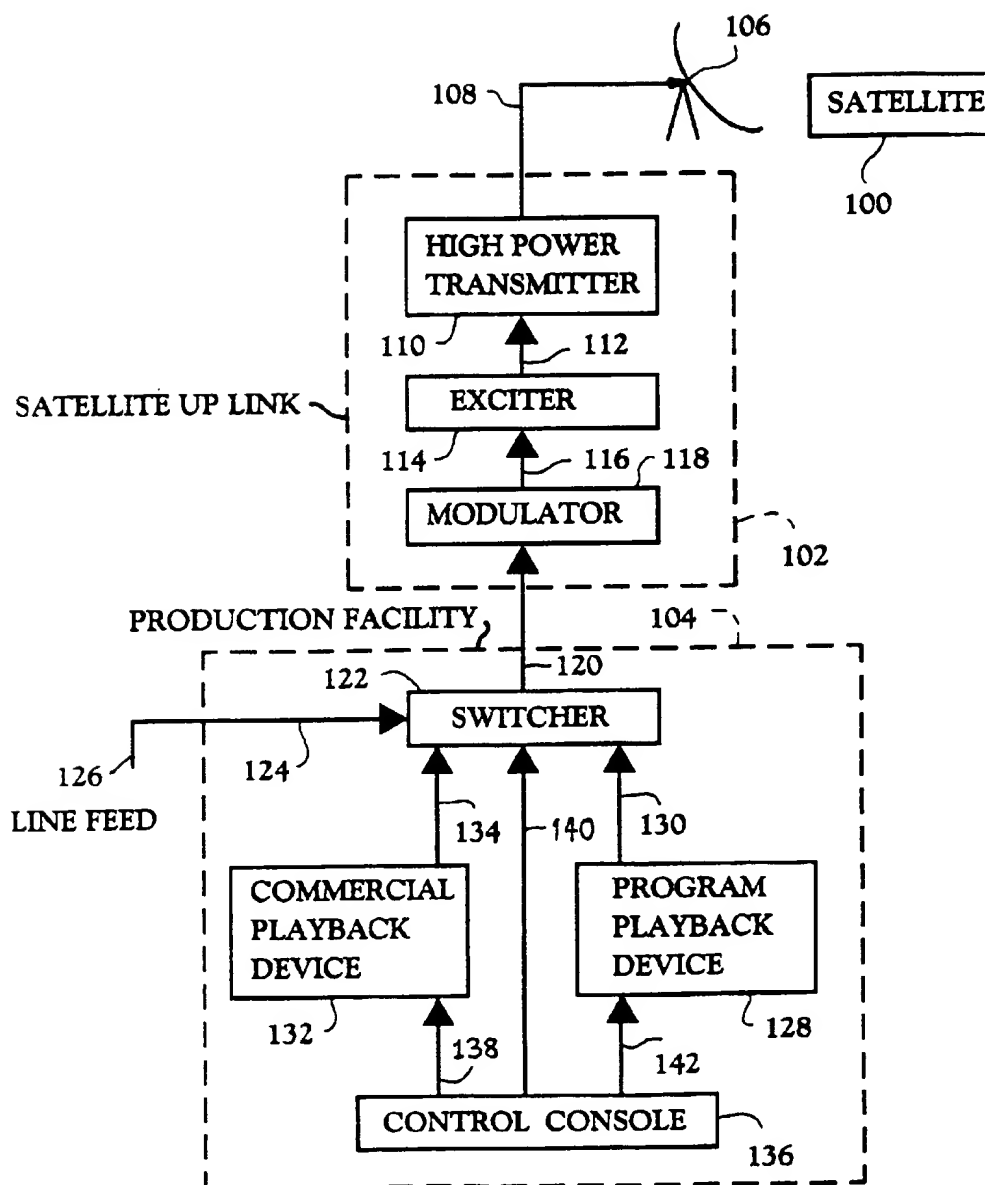 106
108
SATELLITE
100
HIGH POWER
TRANSMITTER
110
112
EXCITER
SATELLITE UP LINK
114
116
118
MODULATOR
102
PRODUCTION FACILITY
104
122
120
SWITCHER
126
124
LINE FEED
134
140
130
COMMERCIAL
PLAYBACK
DEVICE
PROGRAM
PLAYBACK
DEVICE
132
128
138
142
CONTROL CONSOLE
136